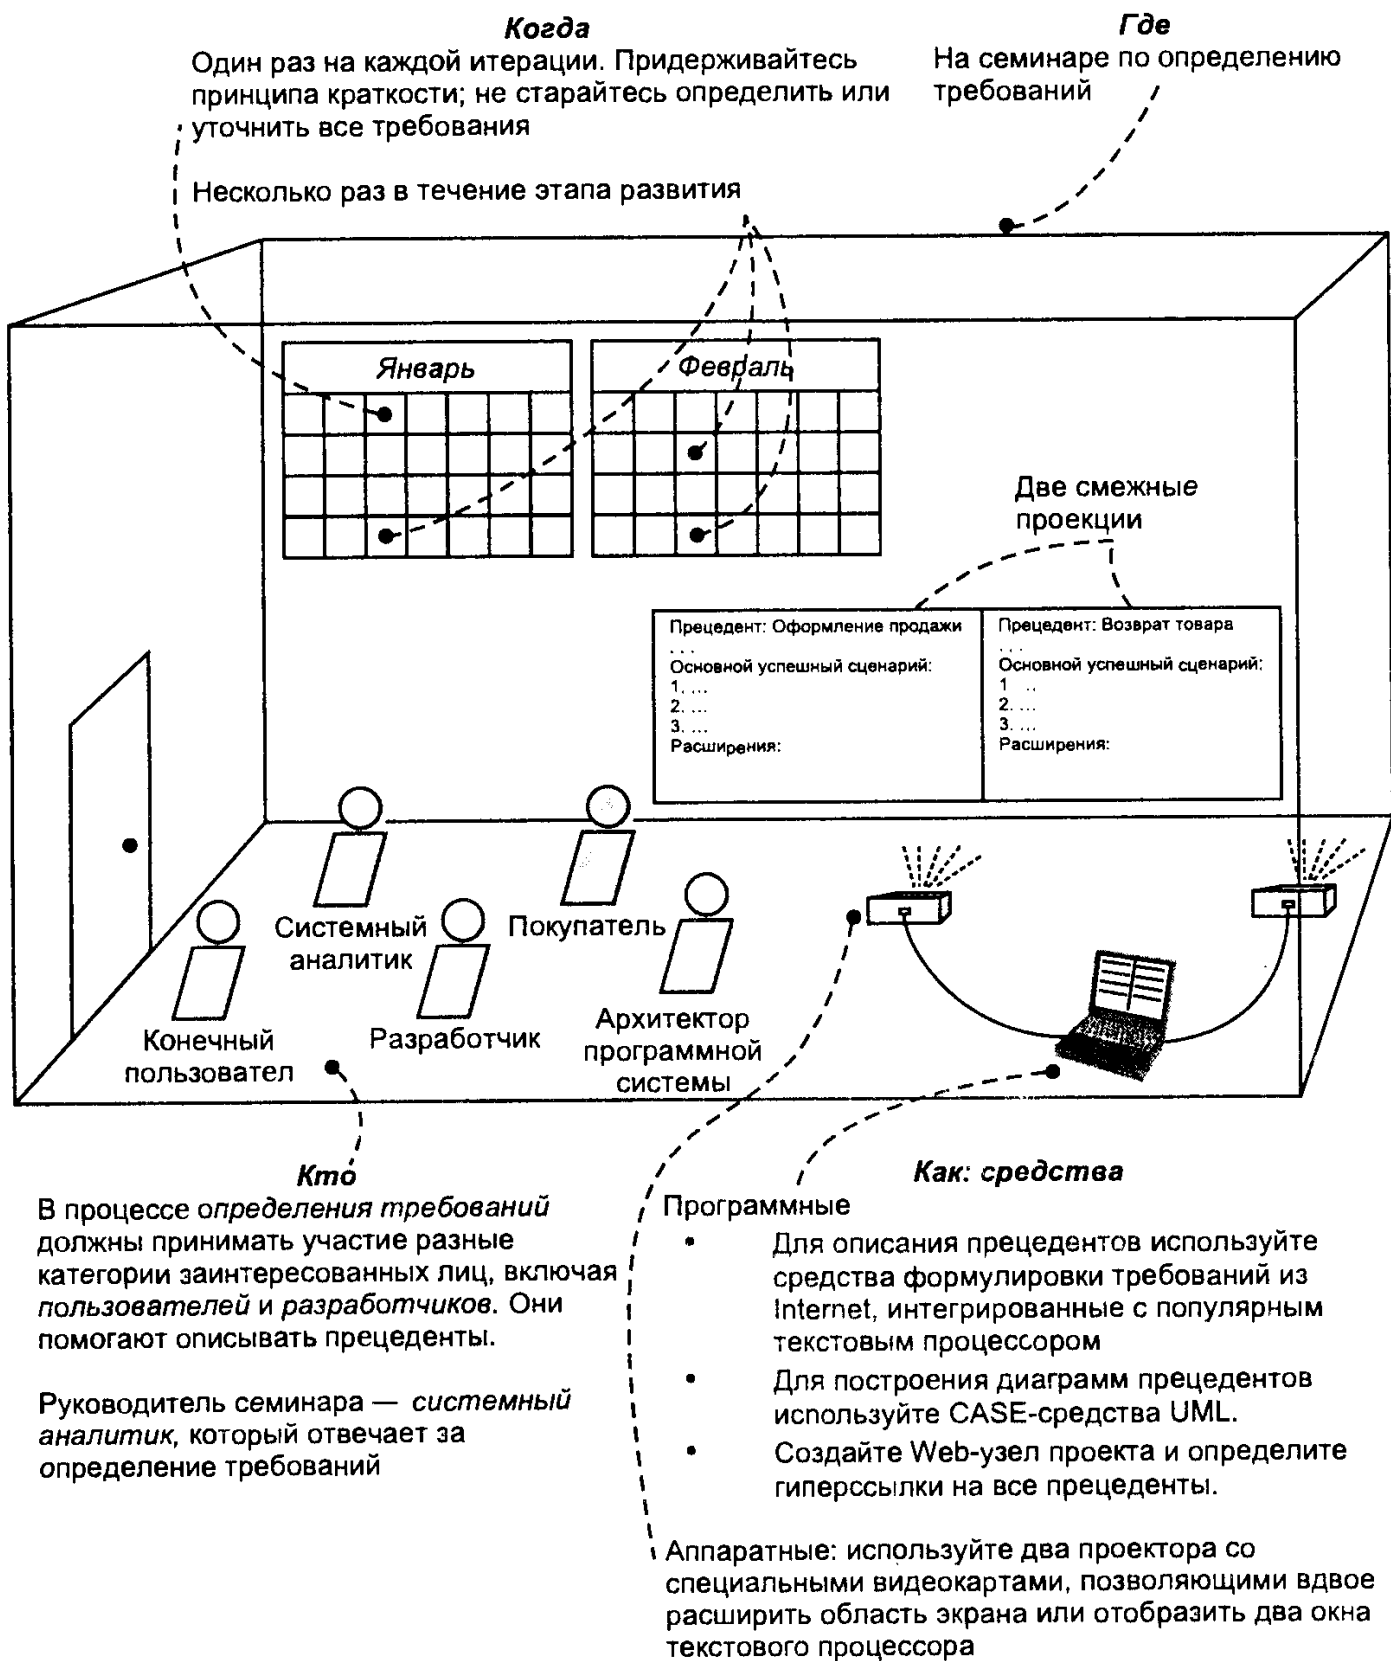 Когда
Один раз на каждой итерации. Придерживайтесь
принципа краткости; не старайтесь определить или
уточнить все требования
Несколько раз в течение этапа развития
Где
На семинаре по определению
требований
Январь
Февраль
Две смежные
проекции
Прецедент: Оформление продажи
. . .
Основной успешный сценарий:
1. ...
2. ...
3. ...
Расширения:
Прецедент: Возврат товара
. . .
Основной успешный сценарий:
1 ..
2. ...
3. ...
Расширения:
Системный
аналитик
Покупатель
Конечный
пользовател
Разработчик
Архитектор
программной
системы
Кто
В процессе определения требований
должны принимать участие разные
категории заинтересованных лиц, включая
пользователей и разработчиков. Они
помогают описывать прецеденты.
Руководитель семинара — системный
аналитик, который отвечает за
определение требований
Как: средства
Программные
• Для описания прецедентов используйте
средства формулировки требований из
Internet, интегрированные с популярным
текстовым процессором
• Для построения диаграмм прецедентов
используйте CASE-средства UML.
• Создайте Web-узел проекта и определите
гиперссылки на все прецеденты.
Аппаратные: используйте два проектора со
специальными видеокартами, позволяющими вдвое
расширить область экрана или отобразить два окна
текстового процессора